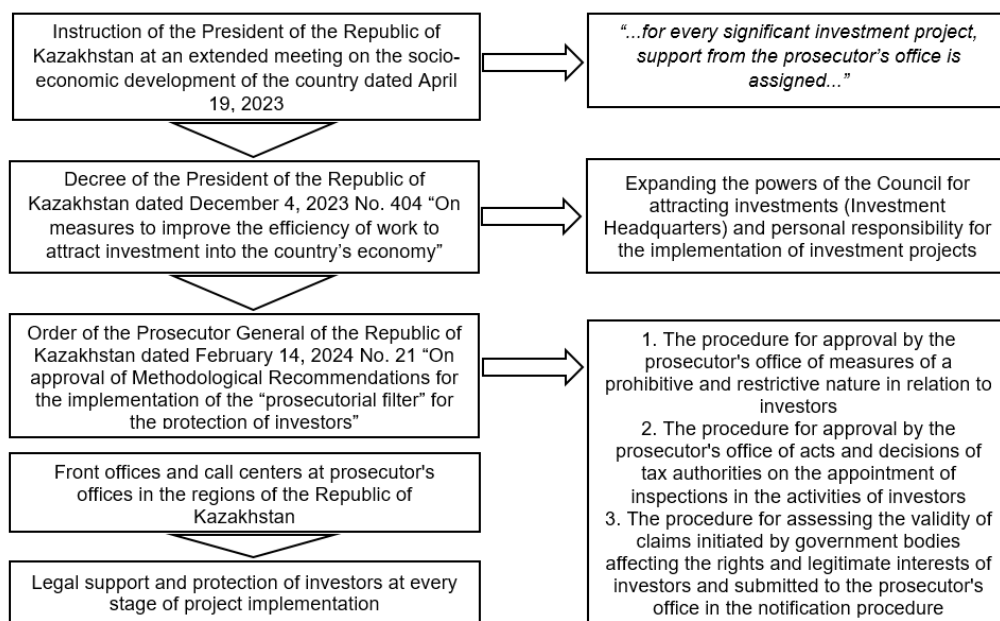 Instruction of the President of the Republic of
Kazakhstan at an extended meeting on the socio-
economic development of the country dated April
19, 2023
“...for every significant investment project,
support from the prosecutor’s office is
assigned...”
Decree of the President of the Republic of
Kazakhstan dated December 4, 2023 No. 404 “On
measures to improve the efficiency of work to
attract investment into the country’s economy”
Expanding the powers of the Council for
attracting investments (Investment
Headquarters) and personal responsibility for
the implementation of investment projects
Order of the Prosecutor General of the Republic of
Kazakhstan dated February 14, 2024 No. 21 “On
approval of Methodological Recommendations for
the implementation of the “prosecutorial filter” for
the protection of investors”
1. The procedure for approval by the
prosecutor's office of measures of a
prohibitive and restrictive nature in relation to
investors
2. The procedure for approval by the
prosecutor's office of acts and decisions of
tax authorities on the appointment of
inspections in the activities of investors
3. The procedure for assessing the validity of
claims initiated by government bodies
affecting the rights and legitimate interests of
investors and submitted to the prosecutor's
office in the notification procedure
Front offices and call centers at prosecutor's
offices in the regions of the Republic of
Kazakhstan
Legal support and protection of investors at every
stage of project implementation